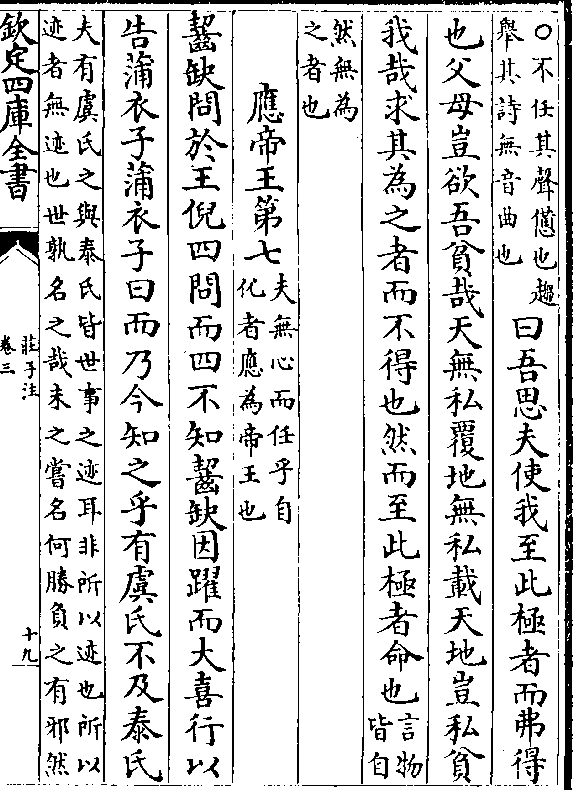 ○不任其聲憊也趨
舉其詩無音曲也
曰吾思夫使我至此極者而弗得
也父母豈欲吾貧哉天無私覆地無私載天地豈私貧
我哉求其為之者而不得也然而至此極者命也
言物
皆自
然無為
之者也
應帝王第七
夫無心而任乎自
化者應為帝王也
齧缺問於王倪四問而四不知齧缺因躍而大喜行以
告蒲衣子蒲衣子曰而乃今知之乎有虞氏不及泰氏
夫有虞氏之與泰氏皆世事之迹耳非所以迹也所以
迹者無迹也世孰名之哉未之嘗名何勝負之有邪然
欽定四庫全書
莊子注
卷三
十九